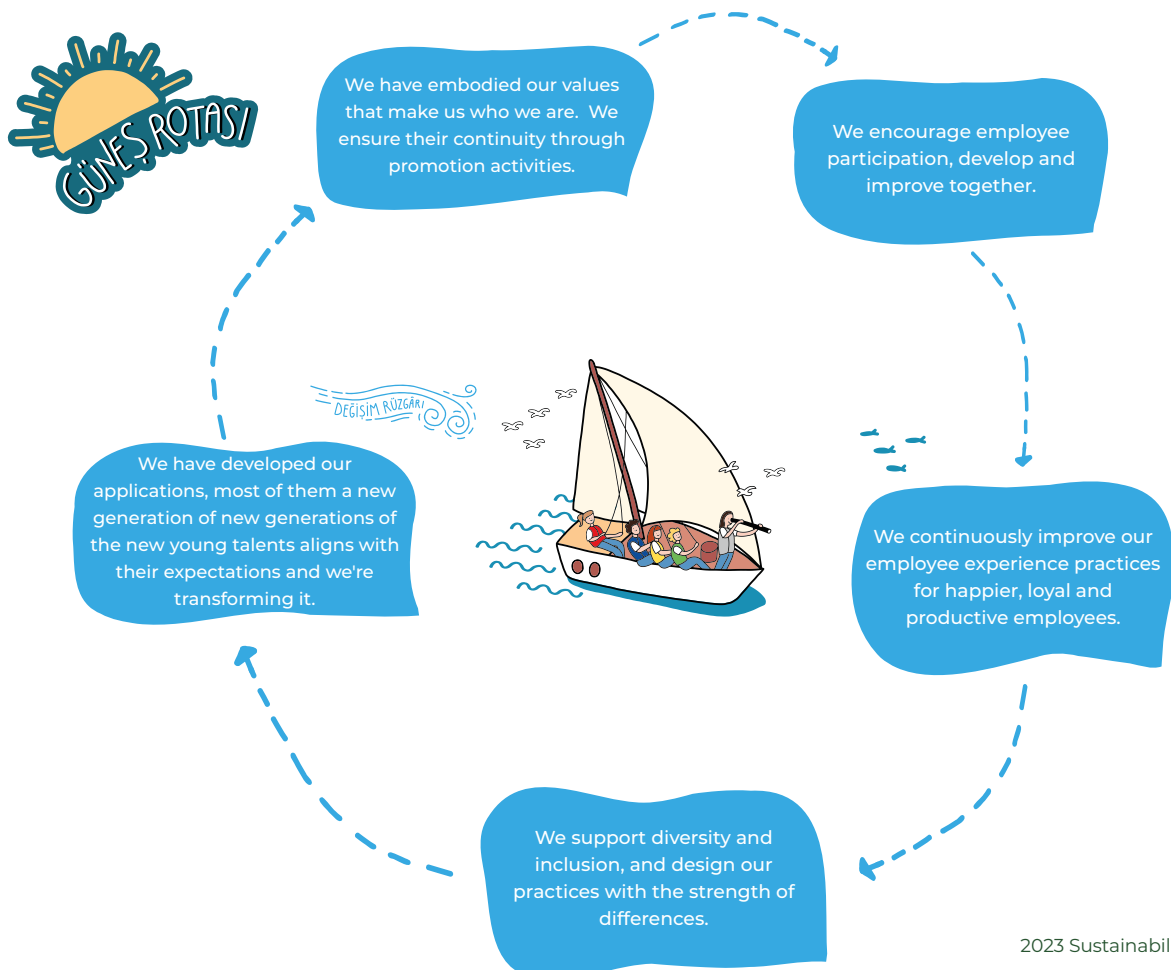 GÜNEŞ ROTASI
We have embodied our values
that make us who we are. We
ensure their continuity through
promotion activities.
We encourage employee
participation, develop and
improve together.
DEĞİŞİM RÜZGÂRI
We have developed our
applications, most of them a new
generation of new generations of
the new young talents aligns with
their expectations and we're
transforming it.
We continuously improve our
employee experience practices
for happier, loyal and
productive employees.
We support diversity and
inclusion, and design our
practices with the strength of
differences.
2023 Sustainabil